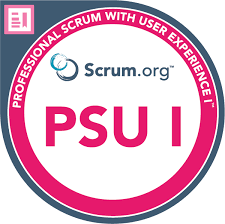 PROFESSIONAL SCRUM WITH USER EXPERIENCE I™
Scrum.org™
PSU I